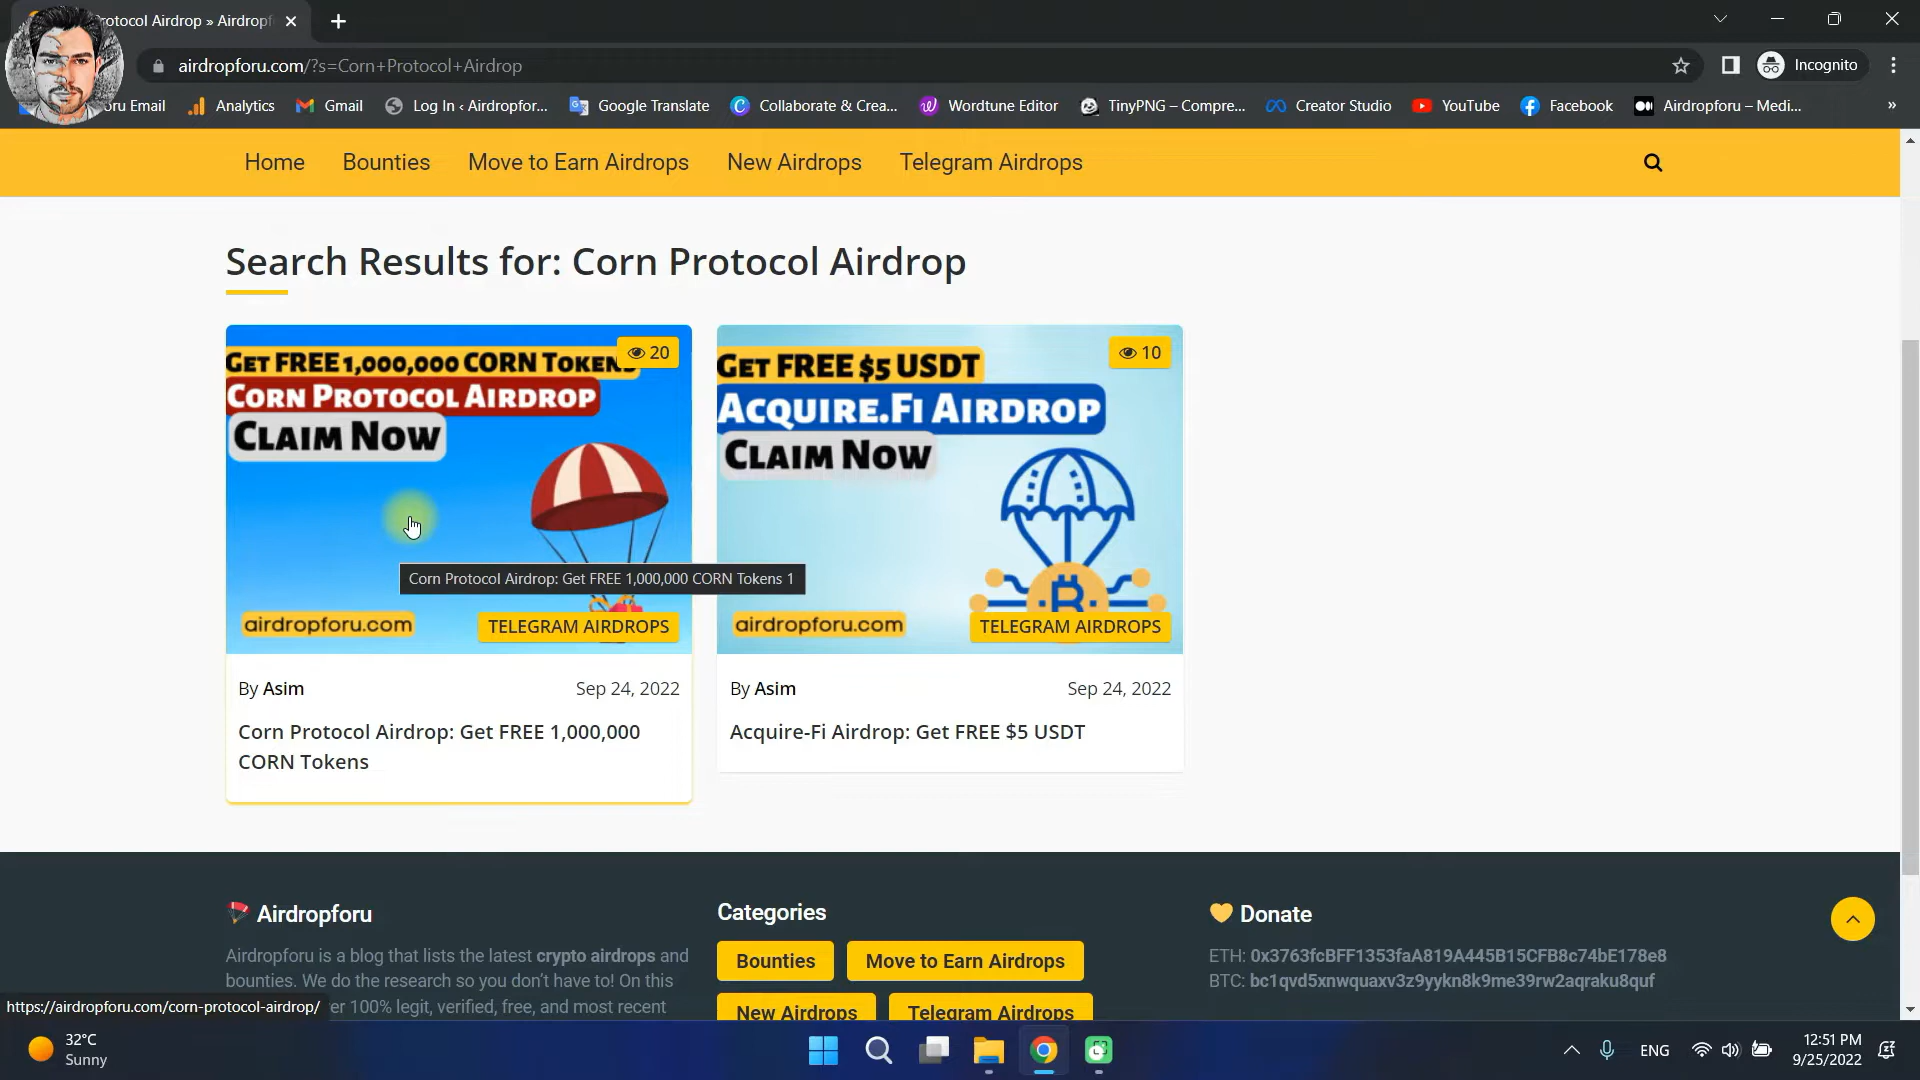 otocol Airdrop » Airdropf
airdropforu.com/?s=Corn+Protocol+Airdrop
Incognito
oru Email
Analytics
Gmail
Log In ‹ Airdropfor...
Google Translate
Collaborate & Crea...
Wordtune Editor
TinyPNG – Compre...
Creator Studio
YouTube
Facebook
Airdropforu – Medi...
»
Home
Bounties
Move to Earn Airdrops
New Airdrops
Telegram Airdrops
Search Results for: Corn Protocol Airdrop
20
GET FREE 1,000,000 CORN TOKENS
CORN PROTOCOL AIRDROP
CLAIM NOW
Corn Protocol Airdrop: Get FREE 1,000,000 CORN Tokens 1
airdropforu.com
TELEGRAM AIRDROPS
By Asim
Sep 24, 2022
Corn Protocol Airdrop: Get FREE 1,000,000
CORN Tokens
10
GET FREE $5 USDT
ACQUIRE.FI AIRDROP
CLAIM NOW
airdropforu.com
TELEGRAM AIRDROPS
By Asim
Sep 24, 2022
Acquire-Fi Airdrop: Get FREE $5 USDT
Airdropforu
Airdropforu is a blog that lists the latest crypto airdrops and
bounties. We do the research so you don't have to! On this
er 100% legit, verified, free, and most recent
https://airdropforu.com/corn-protocol-airdrop/
Categories
Bounties
Move to Earn Airdrops
New Airdrops
Telegram Airdrops
Donate
ETH: 0x3763fcBFF1353faA819A445B15CFB8c74bE178e8
BTC: bc1qvd5xnwquaxv3z9yykn8k9me39rw2aqraku8quf
32°C
Sunny
ENG
12:51 PM
9/25/2022